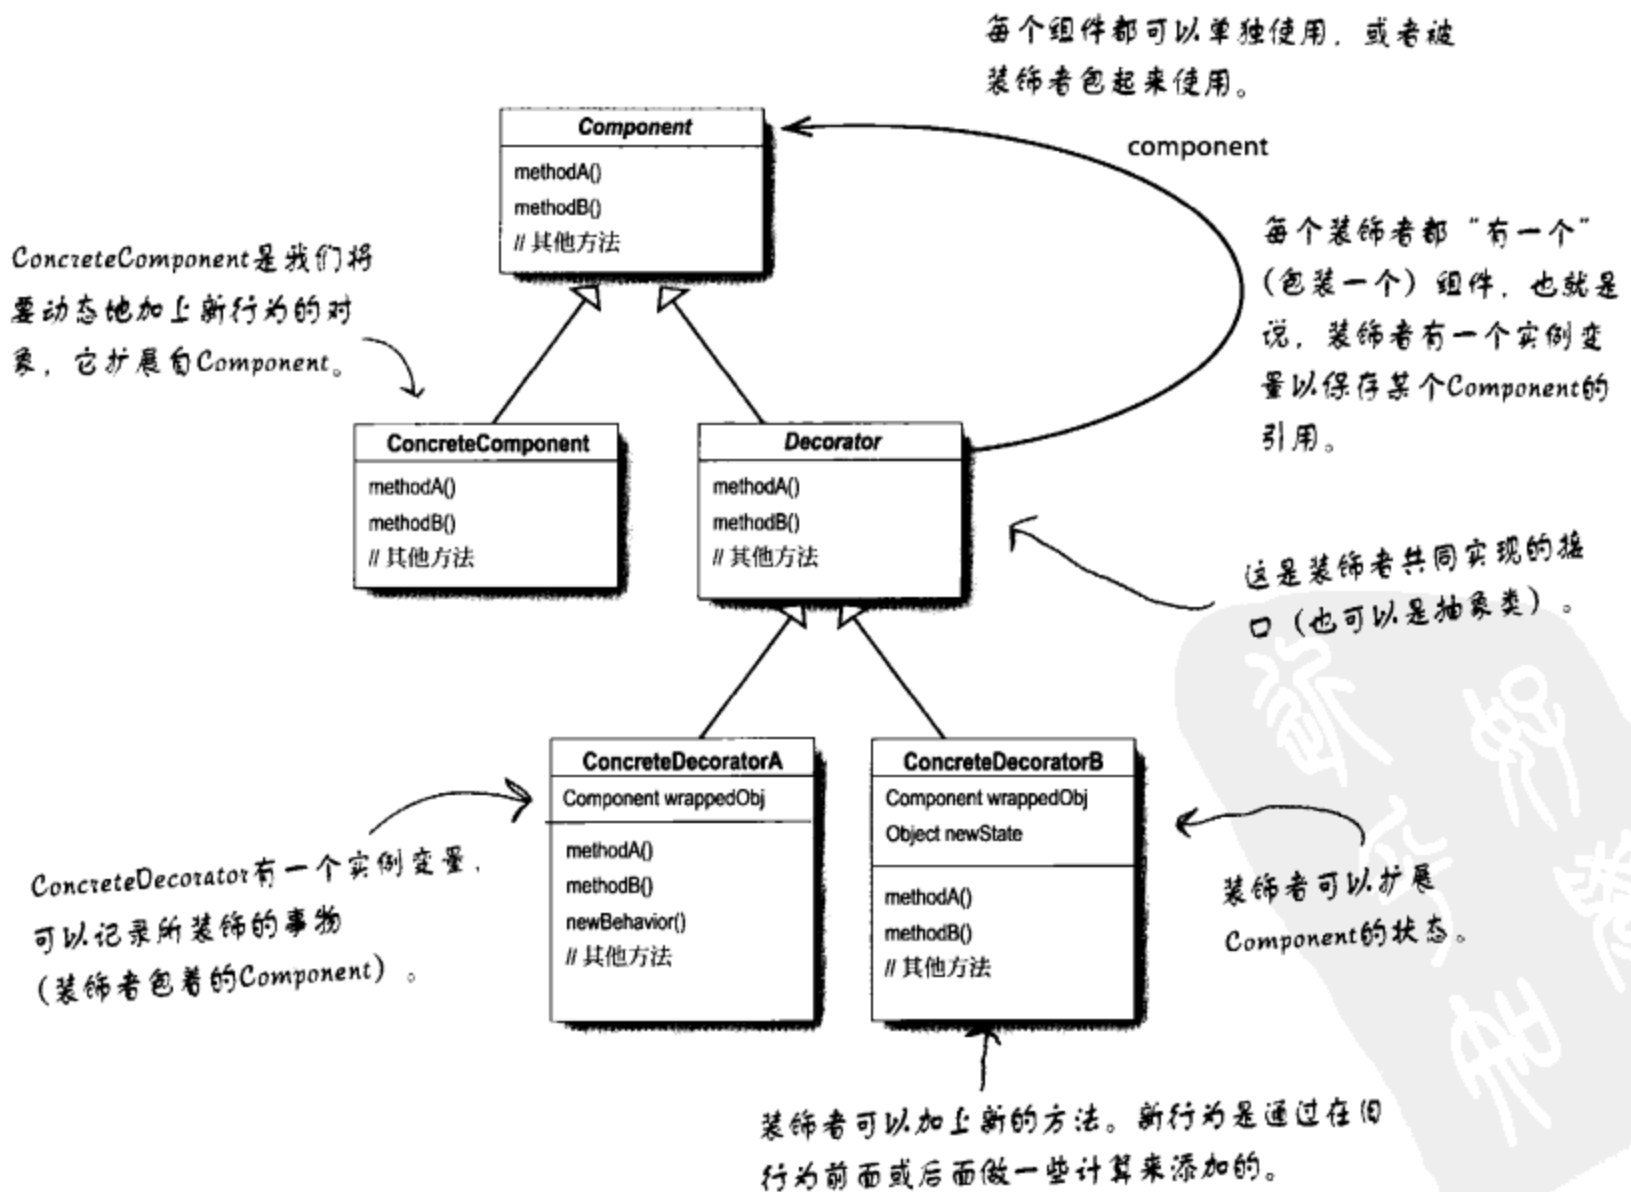 每个组件都可以单独使用，或者被
装饰者包起来使用。
Component
methodA()
methodB()
// 其他方法
component
ConcreteComponent是我们将
要动态地加上新行为的对
象，它扩展自Component。
每个装饰者都“有一个”
（包装一个）组件，也就是
说，装饰者有一个实例变
量以保存某个Component的
引用。
ConcreteComponent
methodA()
methodB()
// 其他方法
Decorator
methodA()
methodB()
// 其他方法
这是装饰者共同实现的接
口（也可以是抽象类）。
ConcreteDecoratorA
Component wrappedObj
methodA()
methodB()
newBehavior()
// 其他方法
ConcreteDecoratorB
Component wrappedObj
Object newState
methodA()
methodB()
// 其他方法
ConcreteDecorator有一个实例变量，
可以记录所装饰的事物
（装饰者包着的Component）。
装饰者可以扩展
Component的状态。
装饰者可以加上新的方法。新行为是通过在旧
行为前面或后面做一些计算来添加的。